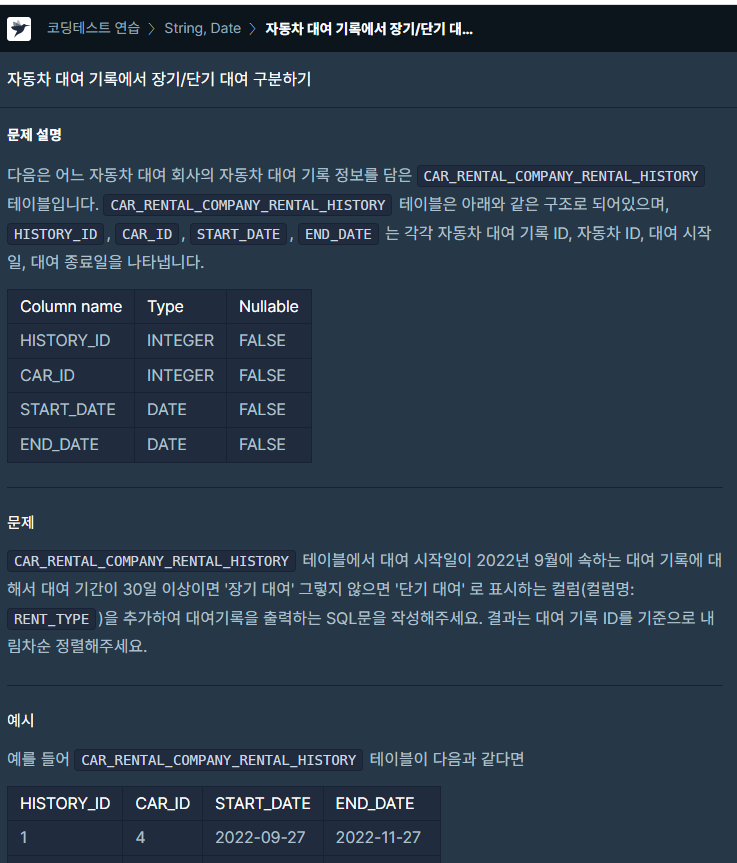 코딩테스트 연습 > String, Date > 자동차 대여 기록에서 장기/단기 대...
자동차 대여 기록에서 장기/단기 대여 구분하기
문제 설명
다음은 어느 자동차 대여 회사의 자동차 대여 기록 정보를 담은 CAR_RENTAL_COMPANY_RENTAL_HISTORY
테이블입니다. CAR_RENTAL_COMPANY_RENTAL_HISTORY 테이블은 아래와 같은 구조로 되어있으며,
HISTORY_ID , CAR_ID , START_DATE , END_DATE 는 각각 자동차 대여 기록 ID, 자동차 ID, 대여 시작
일, 대여 종료일을 나타냅니다.
Column name Type Nullable
HISTORY_ID INTEGER FALSE
CAR_ID INTEGER FALSE
START_DATE DATE FALSE
END_DATE DATE FALSE
문제
CAR_RENTAL_COMPANY_RENTAL_HISTORY 테이블에서 대여 시작일이 2022년 9월에 속하는 대여 기록에 대
해서 대여 기간이 30일 이상이면 '장기 대여' 그렇지 않으면 '단기 대여' 로 표시하는 컬럼(컬럼명:
RENT_TYPE )을 추가하여 대여기록을 출력하는 SQL문을 작성해주세요. 결과는 대여 기록 ID를 기준으로 내
림차순 정렬해주세요.
예시
예를 들어 CAR_RENTAL_COMPANY_RENTAL_HISTORY 테이블이 다음과 같다면
HISTORY_ID CAR_ID START_DATE END_DATE
1 4 2022-09-27 2022-11-27